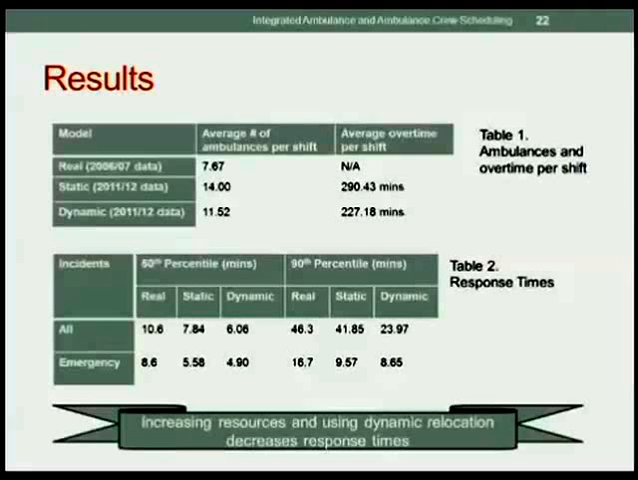 Integrated Ambulance and Ambulance Crew Scheduling 22
Results
Model Average # of ambulances per shift Average overtime per shift
Real (2006/07 data) 7.67 N/A
Static (2011/12 data) 14.00 290.43 mins
Dynamic (2011/12 data) 11.52 227.18 mins
Table 1.
Ambulances and
overtime per shift
Incidents 50th Percentile (mins) 90th Percentile (mins)
Real Static Dynamic Real Static Dynamic
All 10.6 7.84 6.06 46.3 41.85 23.97
Emergency 8.6 5.58 4.90 16.7 9.57 8.65
Table 2.
Response Times
Increasing resources and using dynamic relocation
decreases response times